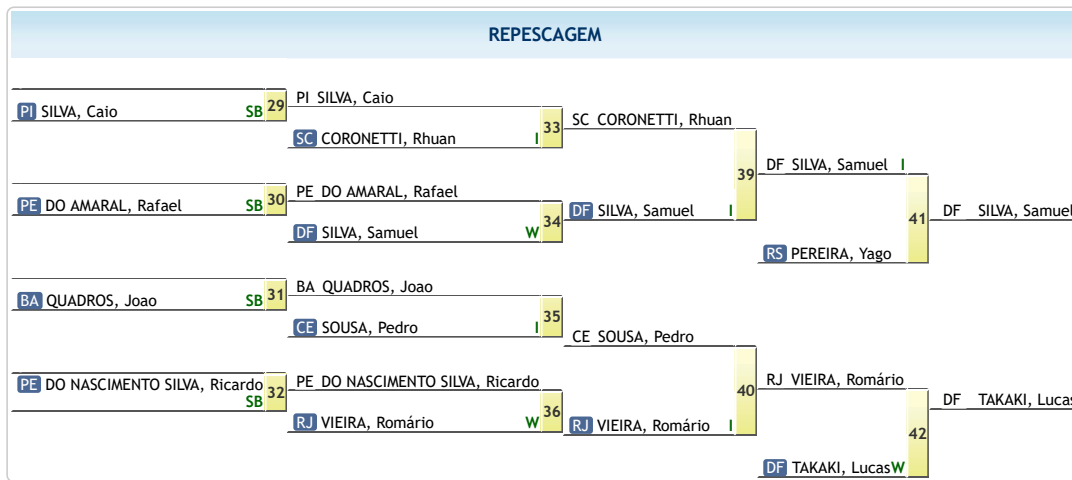 REPESCAGEM
PI SILVA, Caio SB 29
PI SILVA, Caio
SC CORONETTI, Rhuan I 33
SC CORONETTI, Rhuan
PE DO AMARAL, Rafael SB 30
PE DO AMARAL, Rafael
DF SILVA, Samuel W 34
DF SILVA, Samuel I 39
DF SILVA, Samuel I
RS PEREIRA, Yago 41
DF SILVA, Samuel
BA QUADROS, Joao SB 31
BA QUADROS, Joao
CE SOUSA, Pedro I 35
CE SOUSA, Pedro
PE DO NASCIMENTO SILVA, Ricardo SB 32
PE DO NASCIMENTO SILVA, Ricardo
RJ VIEIRA, Romário W 36
RJ VIEIRA, Romário I 40
RJ VIEIRA, Romário
DF TAKAKI, Lucas W 42
DF TAKAKI, Lucas